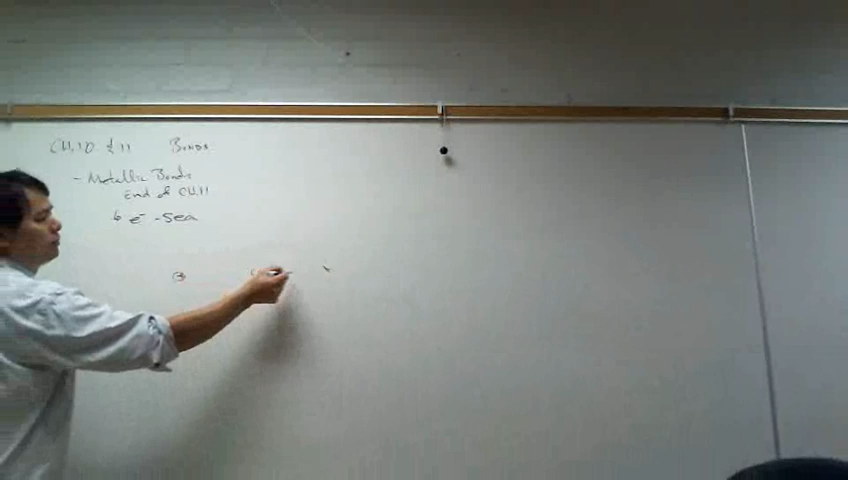 CH.10 & 11 Bonds
- Metallic Bonds
End of CH.11
↳ e⁻ - Sea